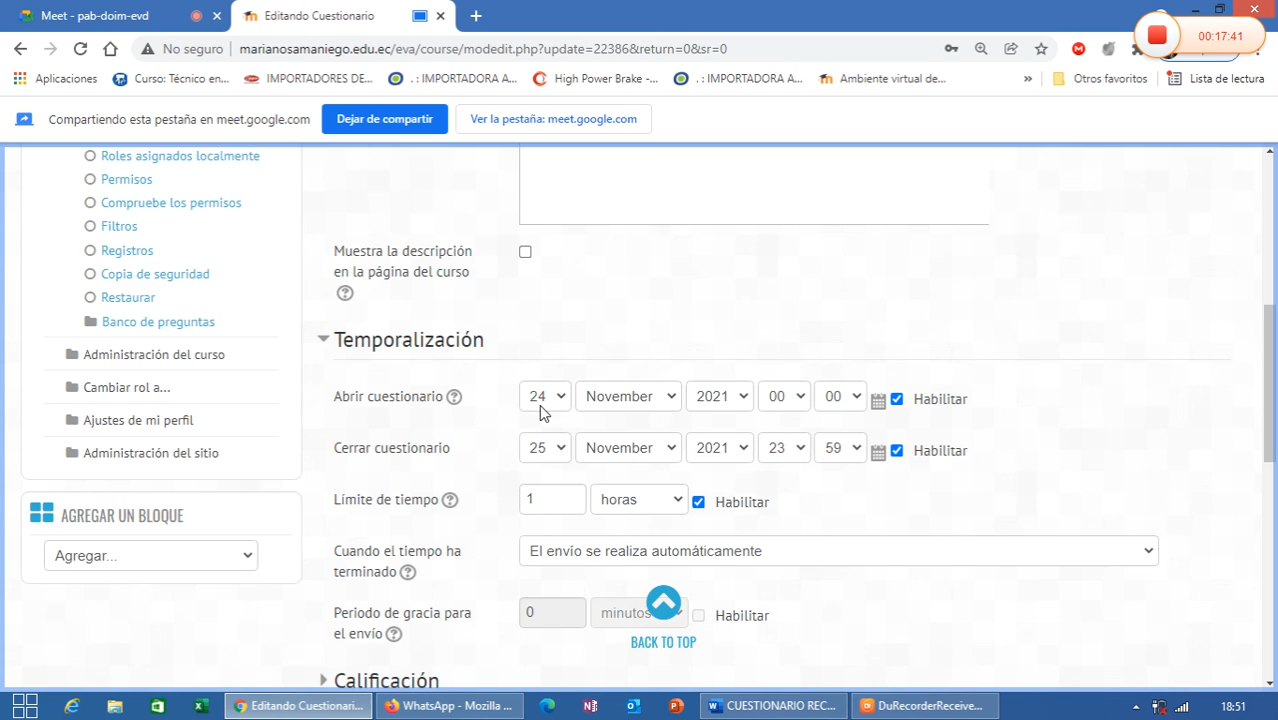 Meet - pab-doim-evd
Editando Cuestionario
00:17:41
No seguro
marianosamaniego.edu.ec/eva/course/modedit.php?update=22386&return=0&sr=0
Aplicaciones
Curso: Técnico en...
IMPORTADORES DE...
. : IMPORTADORA A...
High Power Brake -...
. : IMPORTADORA A...
Ambiente virtual de...
»
Otros favoritos
Lista de lectura
Compartiendo esta pestaña en meet.google.com
Dejar de compartir
Ver la pestaña: meet.google.com
Roles asignados localmente
Permisos
Compruebe los permisos
Filtros
Registros
Copia de seguridad
Restaurar
Banco de preguntas
Administración del curso
Cambiar rol a...
Ajustes de mi perfil
Administración del sitio
AGREGAR UN BLOQUE
Agregar...
Muestra la descripción
en la página del curso
Temporalización
Abrir cuestionario
24 November 2021 00 00 Habilitar
Cerrar cuestionario
25 November 2021 23 59 Habilitar
Límite de tiempo
1 horas Habilitar
Cuando el tiempo ha
terminado
El envío se realiza automáticamente
Periodo de gracia para
el envío
0 minutos Habilitar
BACK TO TOP
Calificación
Editando Cuestionari...
WhatsApp - Mozilla ...
CUESTIONARIO REC...
DuRecorderReceive...
18:51